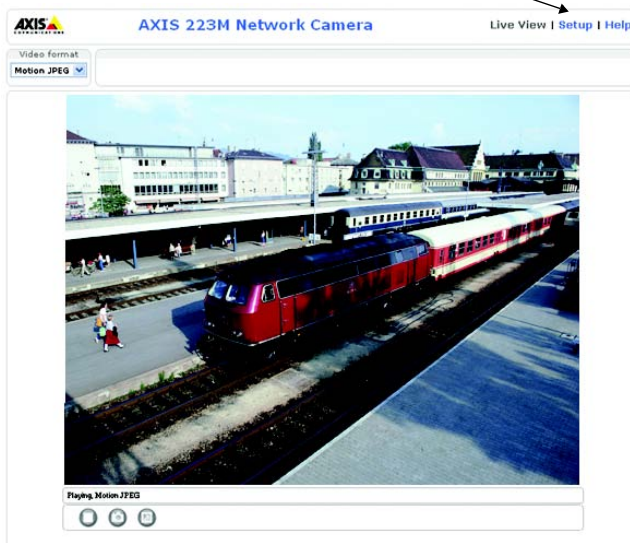 AXIS
COMMUNICATIONS
AXIS 223M Network Camera
Live View | Setup | Help
Video format
Motion JPEG
Playing, Motion JPEG